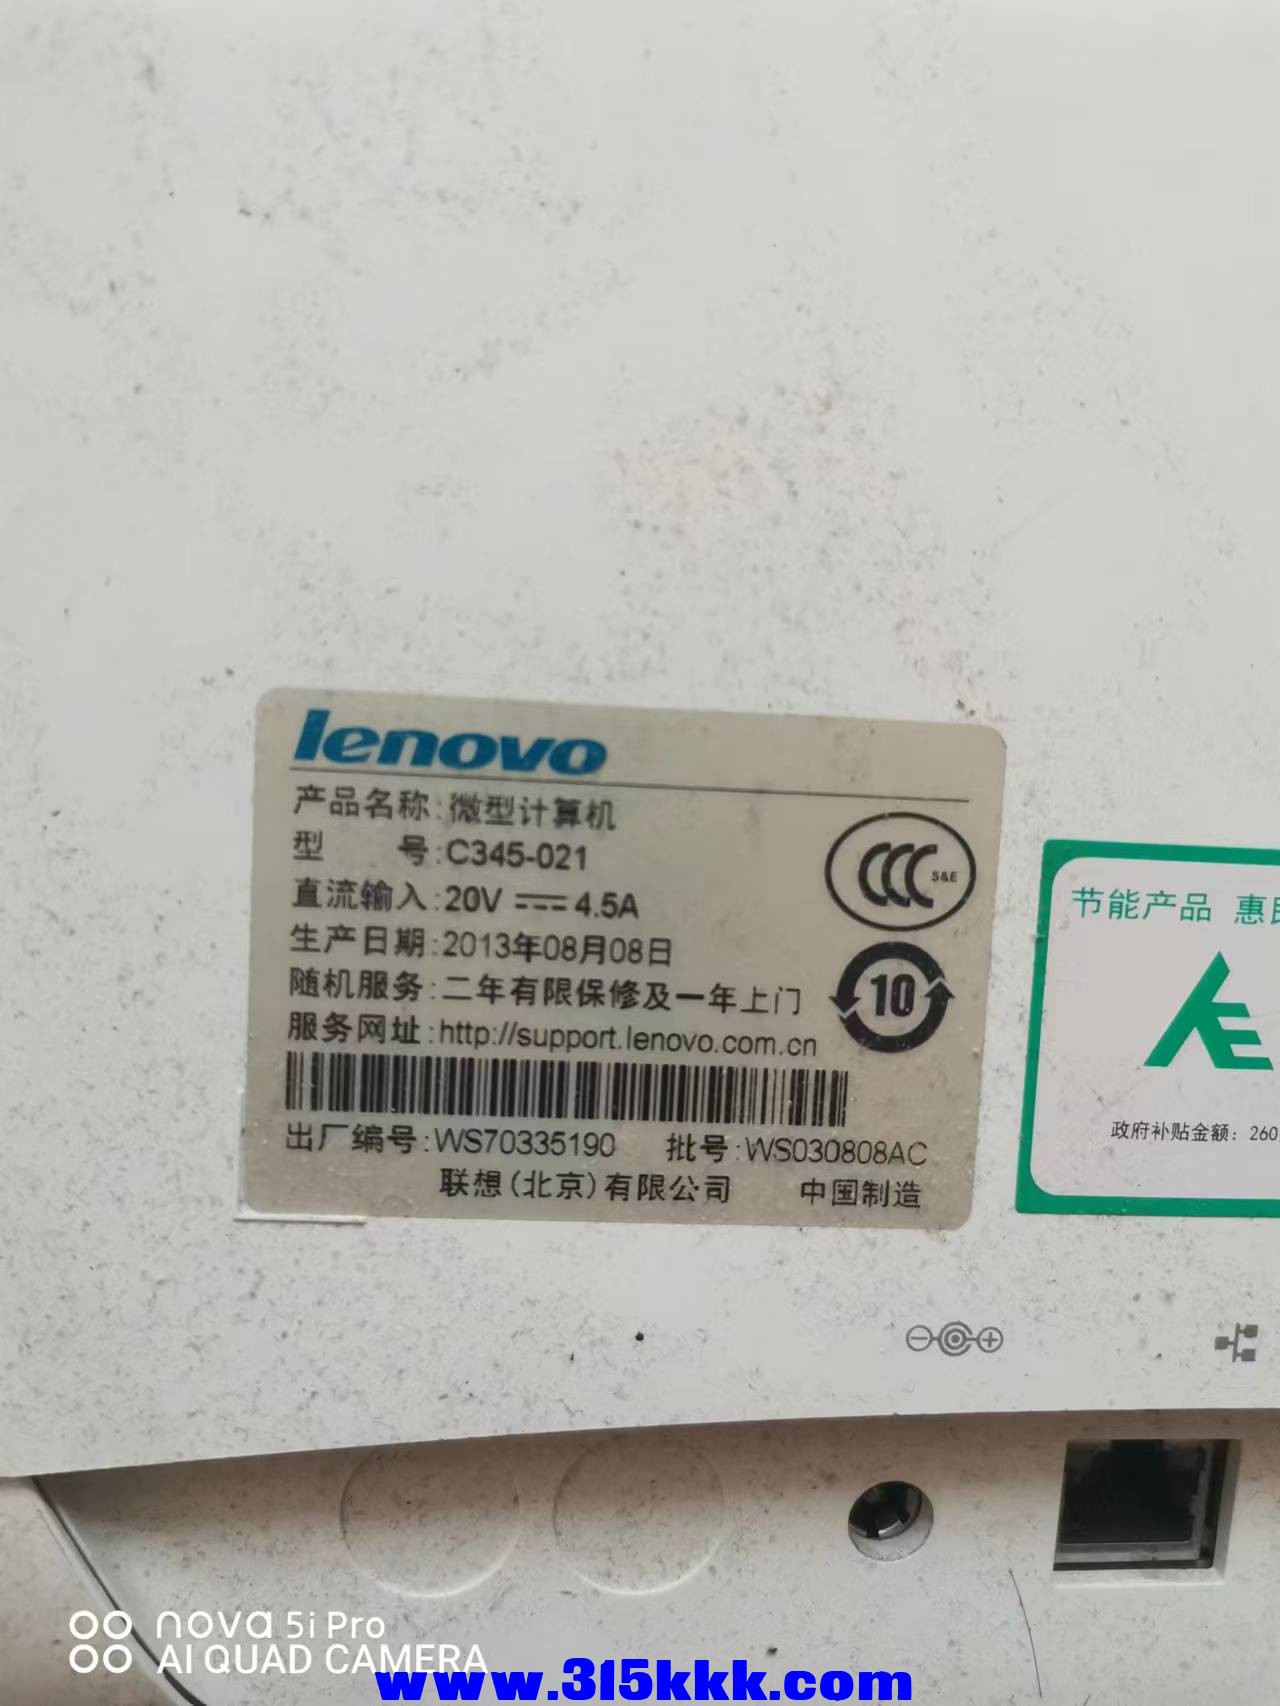 lenovo
产品名称:微型计算机
型 号:C345-021
直流输入:20V 4.5A
生产日期:2013年08月08日
随机服务:二年有限保修及一年上门
服务网址:http://support.lenovo.com.cn
CCC S&E
10
出厂编号:WS70335190 批号:WS030808AC
联想(北京)有限公司 中国制造
节能产品 惠
政府补贴金额: 260
nova 5i Pro
AI QUAD CAMERA
www.315kkk.com